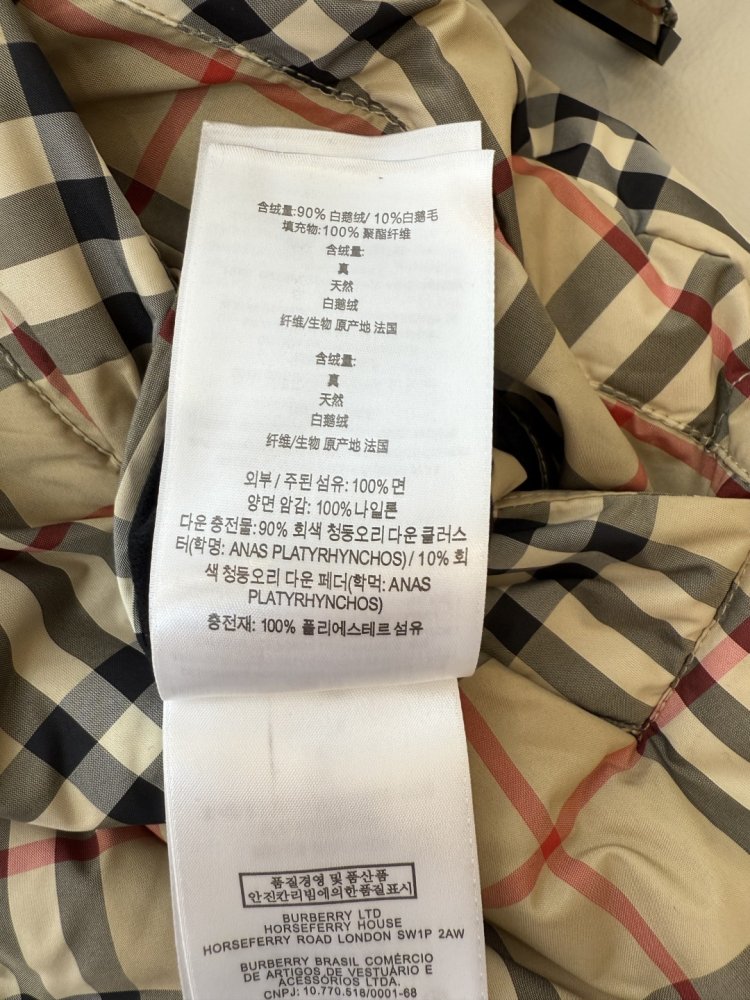 含绒量:90% 白鹅绒/ 10%白鹅毛
填充物:100% 聚酯纤维
含绒量:
真
天然
白鹅绒
纤维/生物 原产地 法国
含绒量:
真
天然
白鹅绒
纤维/生物 原产地 法国
외부 / 주된 섬유: 100% 면
양면 암감: 100% 나일론
다운 충전물: 90% 회색 청둥오리 다운 클러스
터(학명: ANAS PLATYRHYNCHOS) / 10% 회
색 청둥오리 다운 페더(학먹: ANAS
PLATYRHYNCHOS)
충전재: 100% 폴리에스테르 섬유
품질경영 및 품산품
안진칸리빔에의한품질표시
BURBERRY LTD
HORSEFERRY HOUSE
HORSEFERRY ROAD LONDON SW1P 2AW
BURBERRY BRASIL COMÉRCIO
DE ARTIGOS DE VESTUÁRIO E
ACESSÓRIOS LTDA.
CNPJ: 10.770.518/0001-68